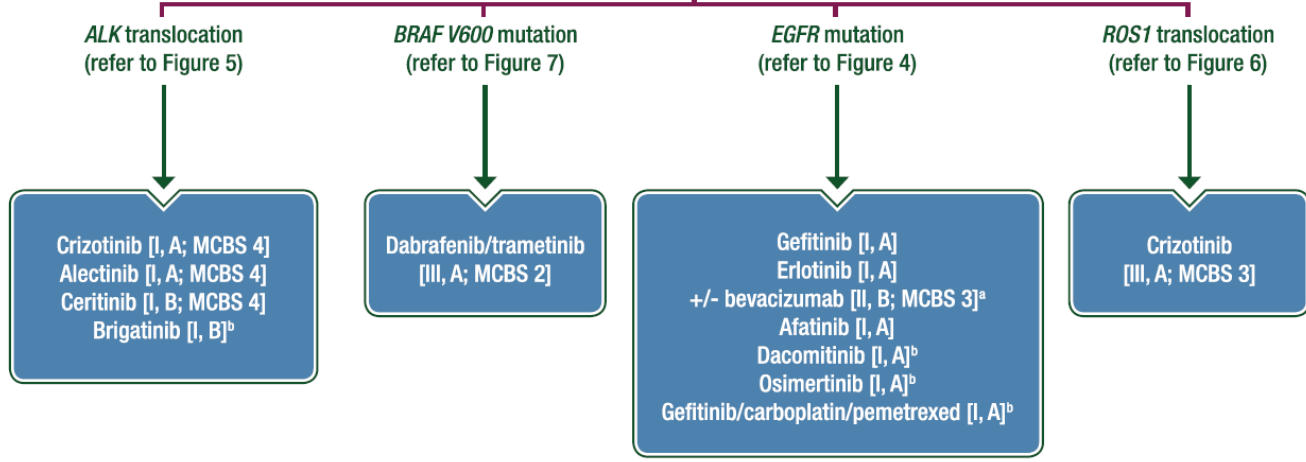 ALK translocation
(refer to Figure 5)
BRAF V600 mutation
(refer to Figure 7)
EGFR mutation
(refer to Figure 4)
ROS1 translocation
(refer to Figure 6)
Crizotinib [I, A; MCBS 4]
Alectinib [I, A; MCBS 4]
Ceritinib [I, B; MCBS 4]
Brigatinib [I, B]ᵇ
Dabrafenib/trametinib
[III, A; MCBS 2]
Gefitinib [I, A]
Erlotinib [I, A]
+/- bevacizumab [II, B; MCBS 3]ᵃ
Afatinib [I, A]
Dacomitinib [I, A]ᵇ
Osimertinib [I, A]ᵇ
Gefitinib/carboplatin/pemetrexed [I, A]ᵇ
Crizotinib
[III, A; MCBS 3]